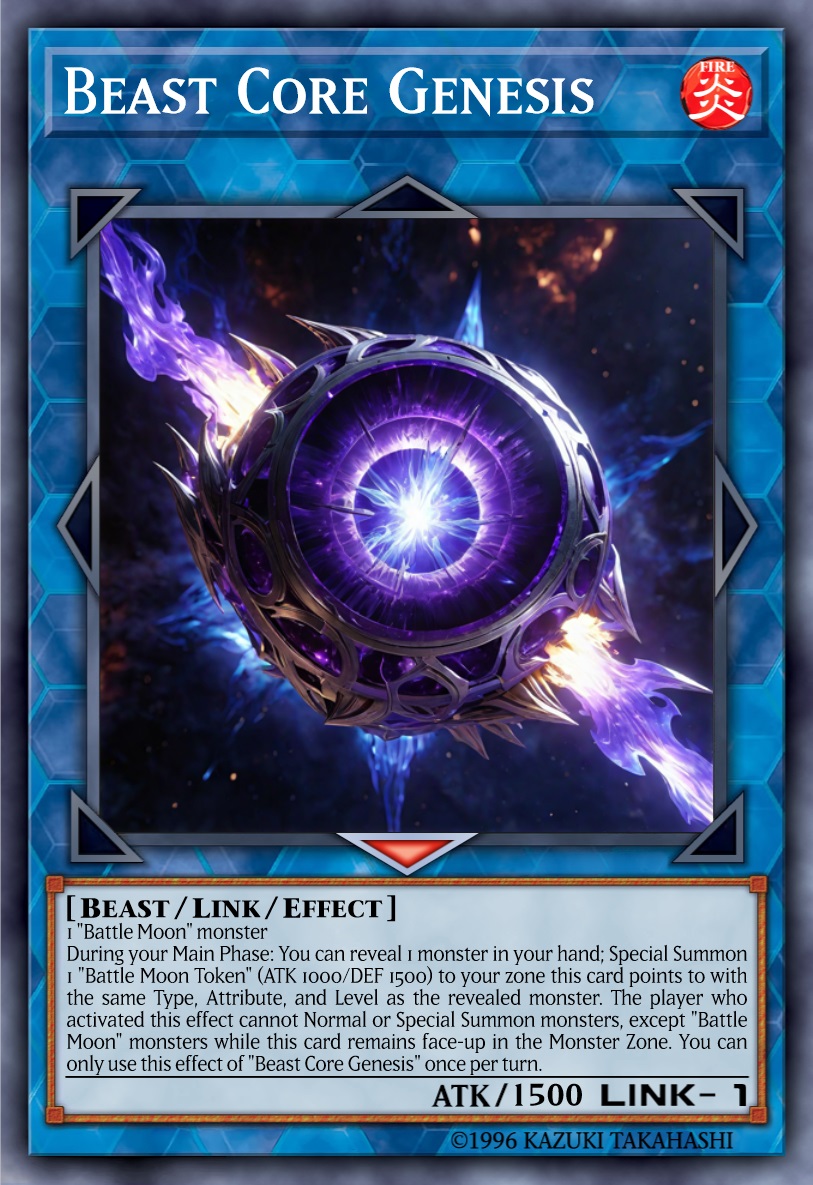 Beast Core Genesis
FIRE
炎
[ Beast / Link / Effect ]
1 "Battle Moon" monster
During your Main Phase: You can reveal 1 monster in your hand; Special Summon
1 "Battle Moon Token" (ATK 1000/DEF 1500) to your zone this card points to with
the same Type, Attribute, and Level as the revealed monster. The player who
activated this effect cannot Normal or Special Summon monsters, except "Battle
Moon" monsters while this card remains face-up in the Monster Zone. You can
only use this effect of "Beast Core Genesis" once per turn.
ATK/1500 LINK- 1
©1996 KAZUKI TAKAHASHI